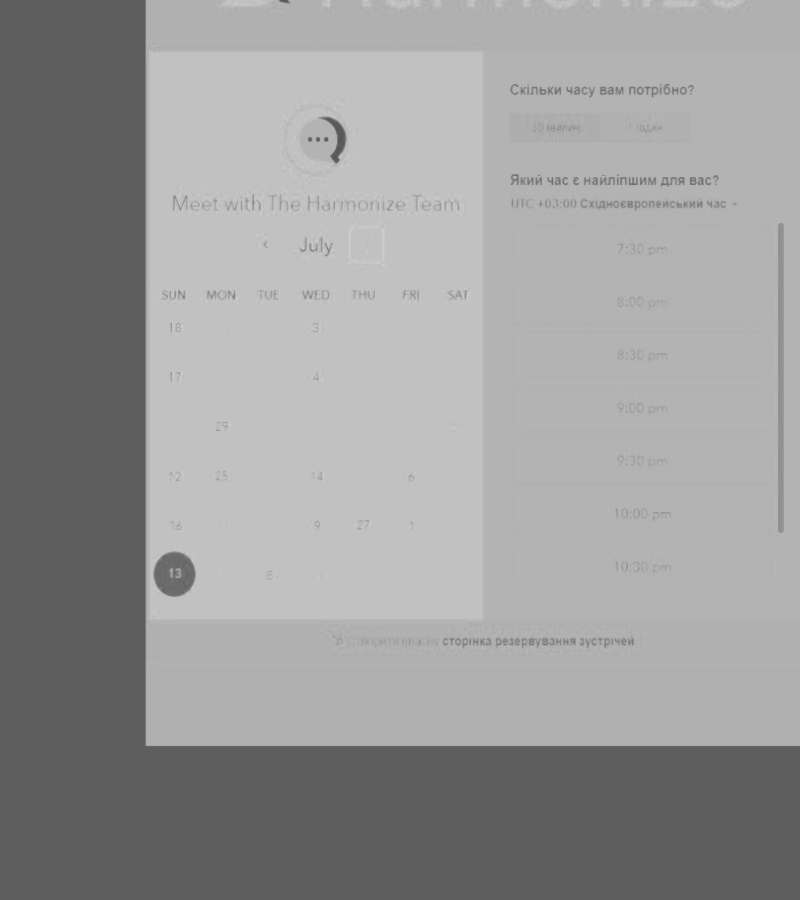 Harmonize
Meet with The Harmonize Team
July
SUN MON TUE WED THU FRI SAT
18 3
17 4
29
12 25 14 6
16 9 27 1
13 8
Скільки часу вам потрібно?
30 хвилин 1 годин
Який час є найліпшим для вас?
UTC +03:00 Східноєвропейський час
7:30 pm
8:00 pm
8:30 pm
9:00 pm
9:30 pm
10:00 pm
10:30 pm
Створити власну сторінка резервування зустрічей